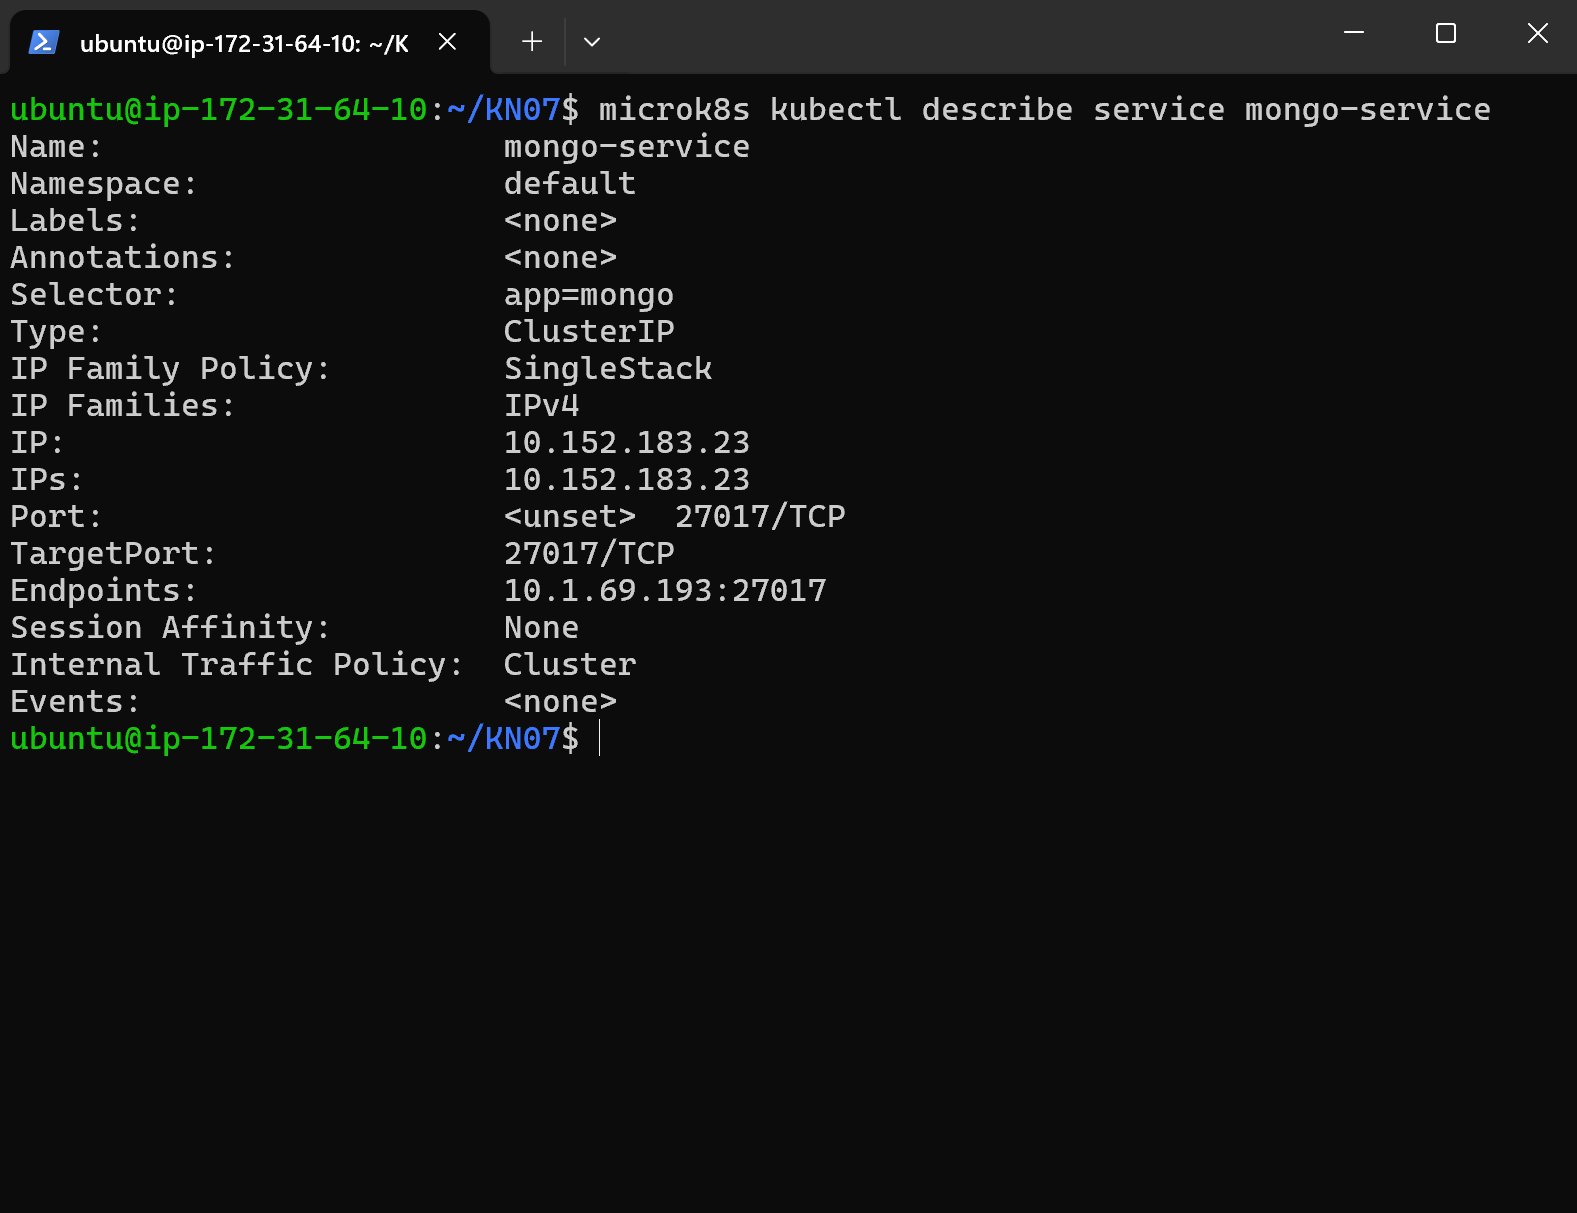 ubuntu@ip-172-31-64-10: ~/K
ubuntu@ip-172-31-64-10:~/KN07$ microk8s kubectl describe service mongo-service
Name:                     mongo-service
Namespace:                default
Labels:                   <none>
Annotations:              <none>
Selector:                 app=mongo
Type:                     ClusterIP
IP Family Policy:         SingleStack
IP Families:              IPv4
IP:                       10.152.183.23
IPs:                      10.152.183.23
Port:                     <unset>  27017/TCP
TargetPort:               27017/TCP
Endpoints:                10.1.69.193:27017
Session Affinity:         None
Internal Traffic Policy:  Cluster
Events:                   <none>
ubuntu@ip-172-31-64-10:~/KN07$